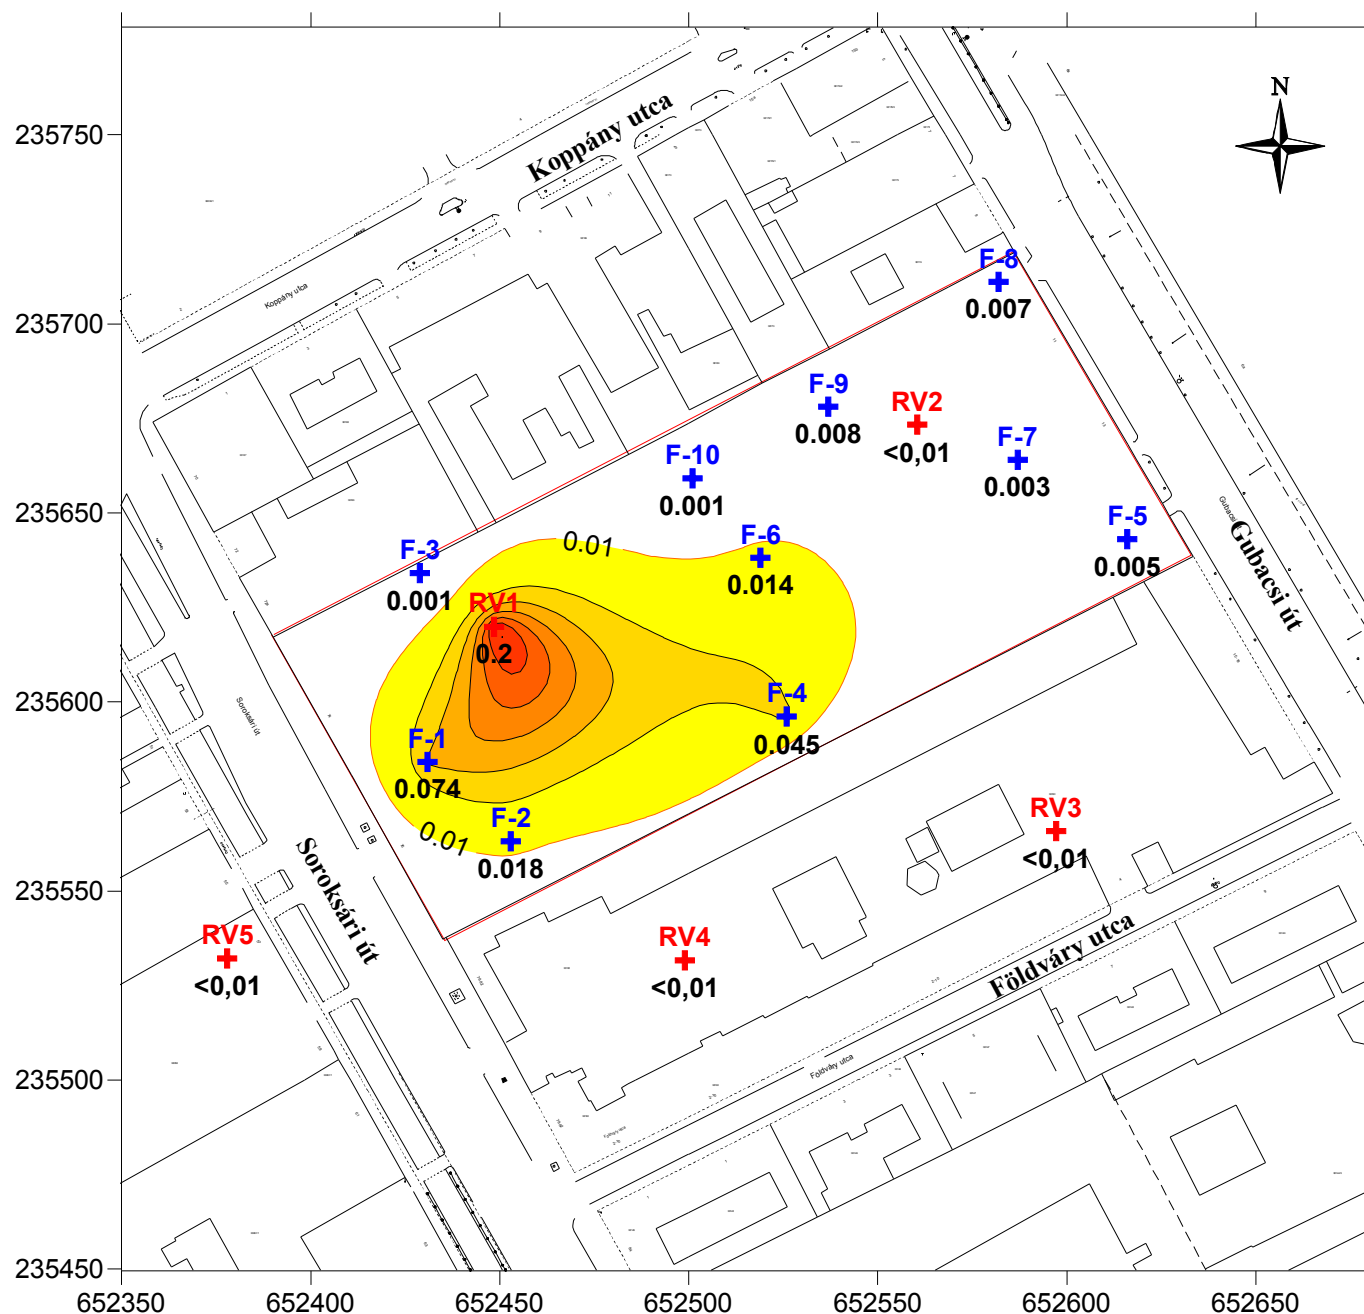 N
235750
Koppány utca
F-8
0.007
Koppány utca
235700
F-9
0.008
RV2
<0,01
F-7
0.003
F-10
0.001
235650
F-5
0.005
Gubacsi út
0.01
F-6
0.014
F-3
0.001
RV1
0.2
235600
Soroksári út
F-4
0.045
F-1
0.074
0.01
F-2
0.018
RV3
<0,01
235550
Soroksári út
RV5
<0,01
RV4
<0,01
Földváry utca
235500
Földváry utca
235450
652350
652400
652450
652500
652550
652600
652650